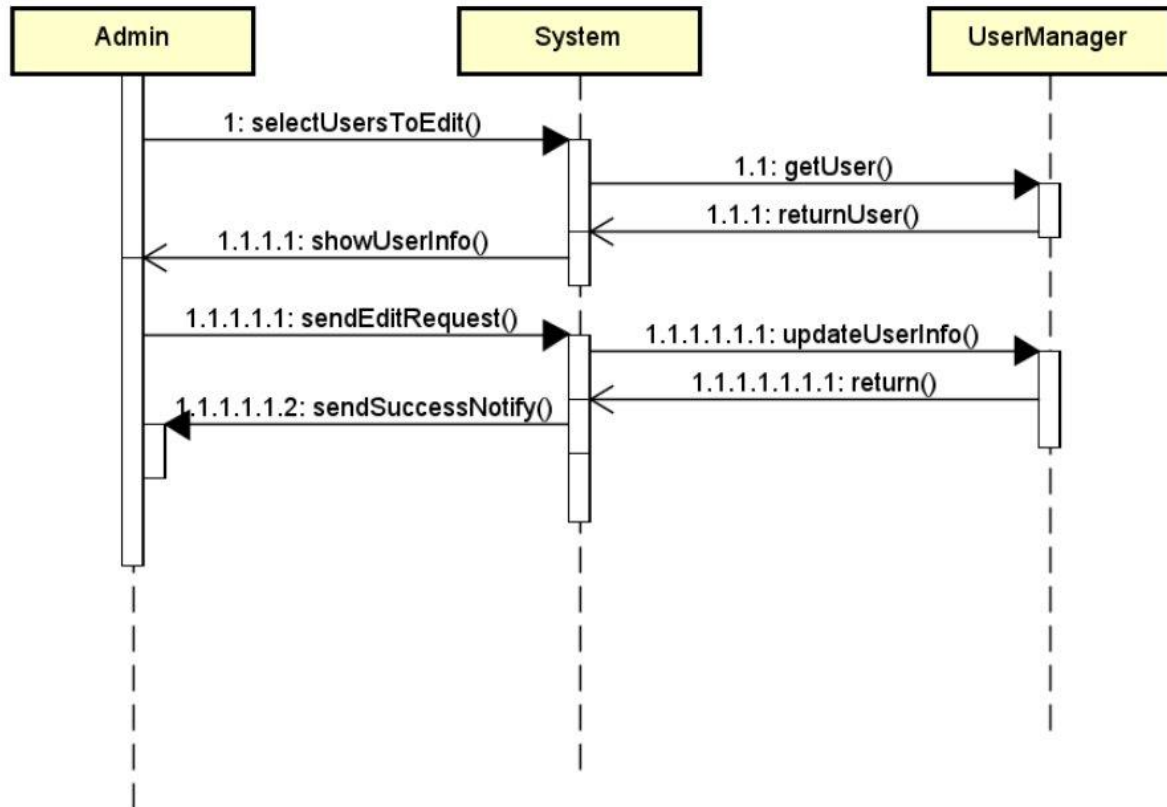 Admin
System
UserManager
1: selectUsersToEdit()
1.1: getUser()
1.1.1: returnUser()
1.1.1.1: showUserInfo()
1.1.1.1.1: sendEditRequest()
1.1.1.1.1.1: updateUserInfo()
1.1.1.1.1.1.1: return()
1.1.1.1.1.2: sendSuccessNotify()